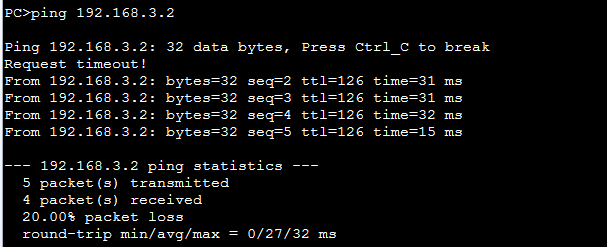 PC>ping 192.168.3.2
Ping 192.168.3.2: 32 data bytes, Press Ctrl_C to break
Request timeout!
From 192.168.3.2: bytes=32 seq=2 ttl=126 time=31 ms
From 192.168.3.2: bytes=32 seq=3 ttl=126 time=31 ms
From 192.168.3.2: bytes=32 seq=4 ttl=126 time=32 ms
From 192.168.3.2: bytes=32 seq=5 ttl=126 time=15 ms
--- 192.168.3.2 ping statistics ---
5 packet(s) transmitted
4 packet(s) received
20.00% packet loss
round-trip min/avg/max = 0/27/32 ms